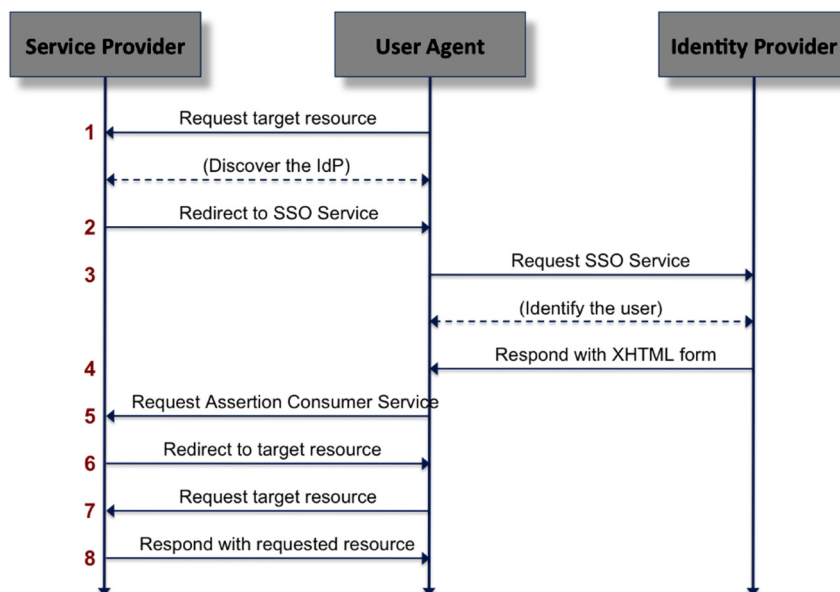 Service Provider
User Agent
Identity Provider
1
Request target resource
(Discover the IdP)
2
Redirect to SSO Service
3
Request SSO Service
(Identify the user)
4
Respond with XHTML form
5
Request Assertion Consumer Service
6
Redirect to target resource
7
Request target resource
8
Respond with requested resource